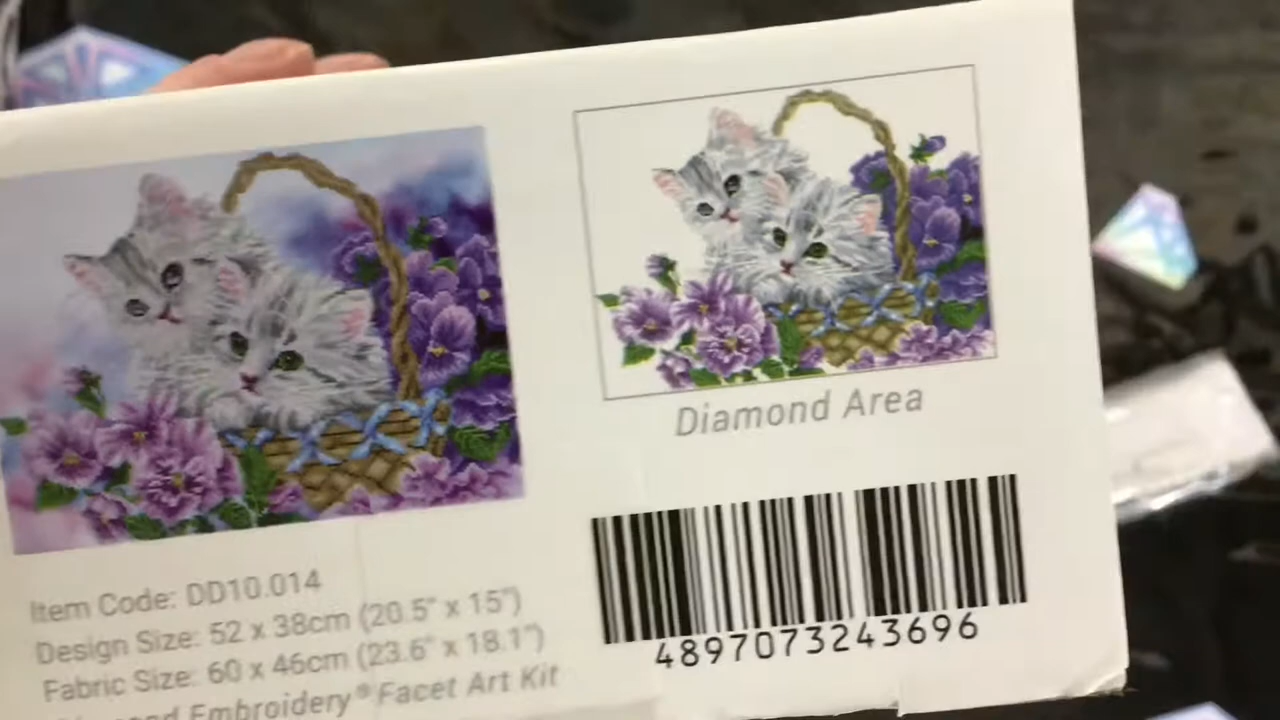 Diamond Area
Item Code: DD10.014
Design Size: 52 x 38cm (20.5" x 15")
Fabric Size: 60 x 46cm (23.6" x 18.1")
Embroidery® Facet Art Kit
4897073243696